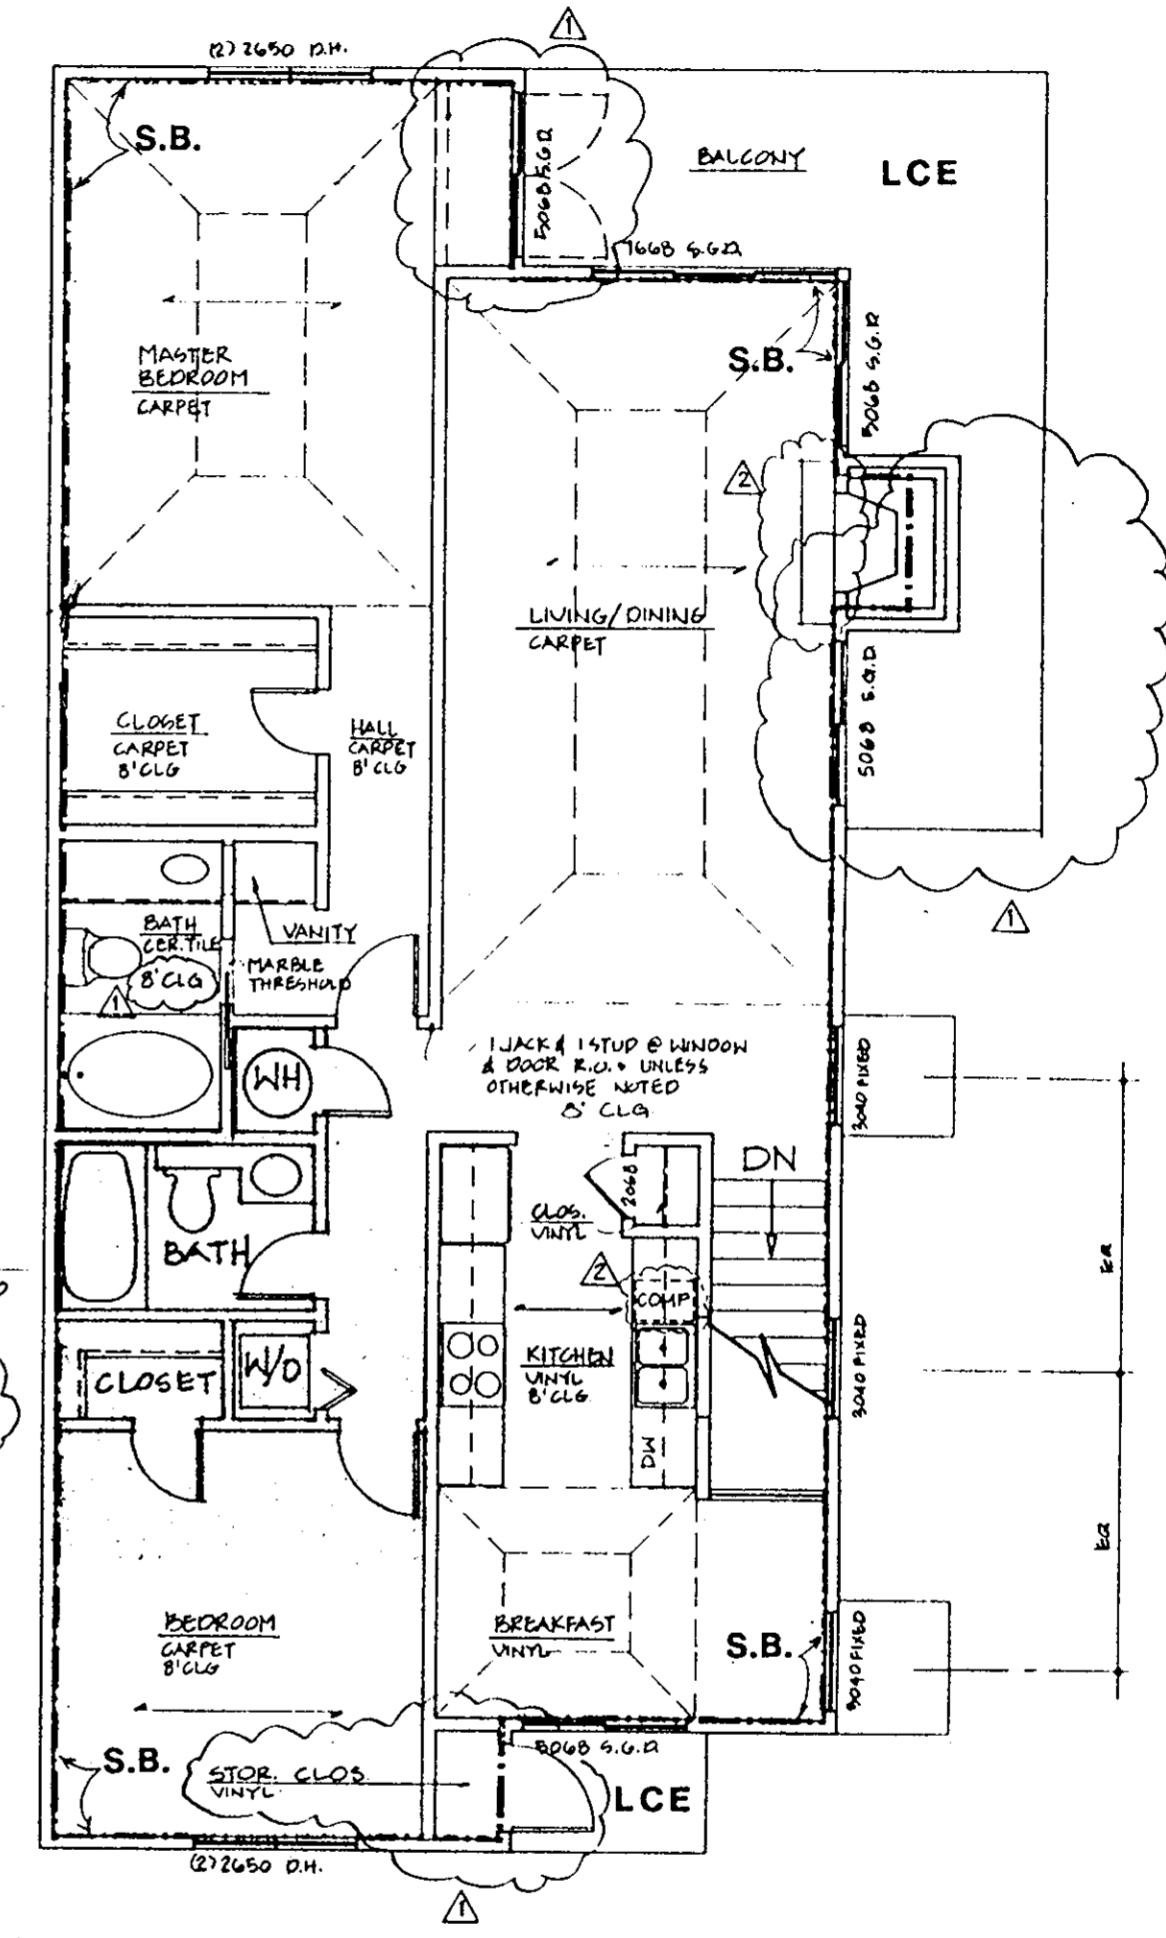 1
(2) 2650 D.H.
S.B.
5068 S.G.D.
BALCONY
LCE
7668 S.G.D.
MASTER
BEDROOM
CARPET
S.B.
5068 S.G.D.
2
LIVING/DINING
CARPET
5068 S.G.D.
CLOSET
CARPET
8' CLG
HALL
CARPET
8' CLG
1
BATH
CER. TILE
8' CLG
1
VANITY
MARBLE
THRESHOLD
WH
1 JACK & 1 STUD @ WINDOW
& DOOR R.O. UNLESS
OTHERWISE NOTED
8' CLG
3040 FIXED
DN
2068
CLOS.
VINYL
BATH
2
COMP
EQ
CLOSET
W/D
KITCHEN
VINYL
8' CLG
3040 FIXED
DW
EQ
BEDROOM
CARPET
8' CLG
BREAKFAST
VINYL
S.B.
3040 FIXED
S.B.
STOR. CLOS.
VINYL
8068 S.G.D.
LCE
(2) 2650 D.H.
1